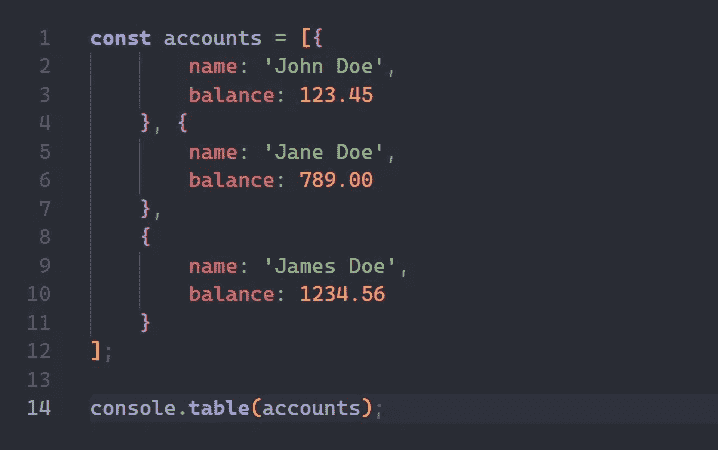 1 const accounts = [{
2         name: 'John Doe',
3         balance: 123.45
4     }, {
5         name: 'Jane Doe',
6         balance: 789.00
7     },
8     {
9         name: 'James Doe',
10         balance: 1234.56
11     }
12 ];
13
14 console.table(accounts);